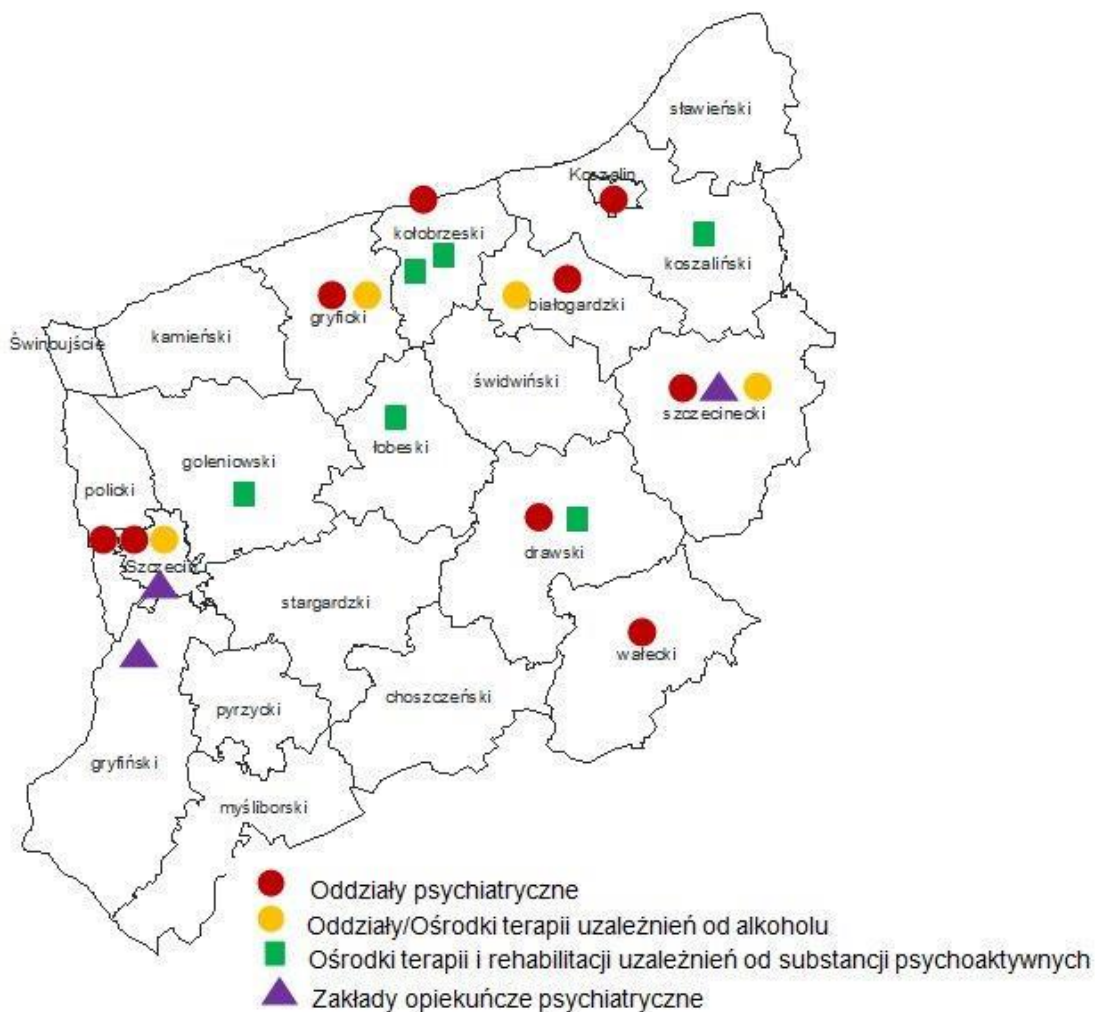 sławieński
Koszalin
kołobrzeski
koszaliński
białogardzki
gryficki
kamieński
Świnoujście
świdwiński
szczecinecki
łobeski
goleniowski
policki
drawski
Szczecin
stargardzki
wałecki
choszczeński
pyrzycki
gryfiński
myśliborski
Oddziały psychiatryczne
Oddziały/Ośrodki terapii uzależnień od alkoholu
Ośrodki terapii i rehabilitacji uzależnień od substancji psychoaktywnych
Zakłady opiekuńcze psychiatryczne